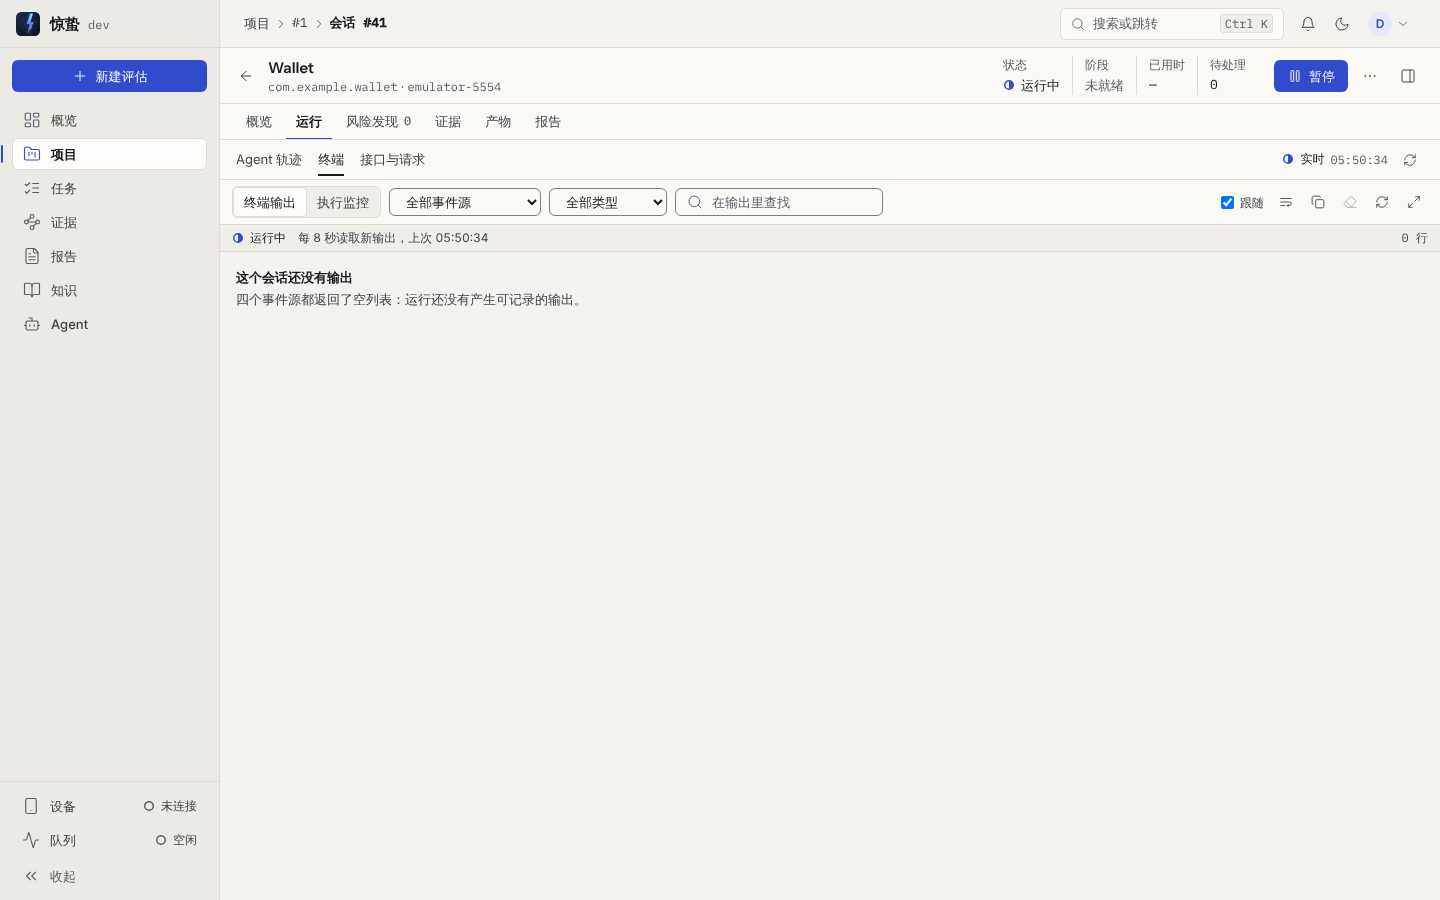 惊蛰 dev
项目 #1 会话 #41
搜索或跳转 Ctrl K
D
新建评估
概览
项目
任务
证据
报告
知识
Agent
设备 未连接
队列 空闲
收起
Wallet
com.example.wallet · emulator-5554
状态 阶段 已用时 待处理
运行中 未就绪 — 0
暂停
概览 运行 风险发现 0 证据 产物 报告
Agent 轨迹 终端 接口与请求
实时 05:50:34
终端输出 执行监控 全部事件源 全部类型 在输出里查找
跟随
运行中 每 8 秒读取新输出，上次 05:50:34
0 行
这个会话还没有输出
四个事件源都返回了空列表：运行还没有产生可记录的输出。